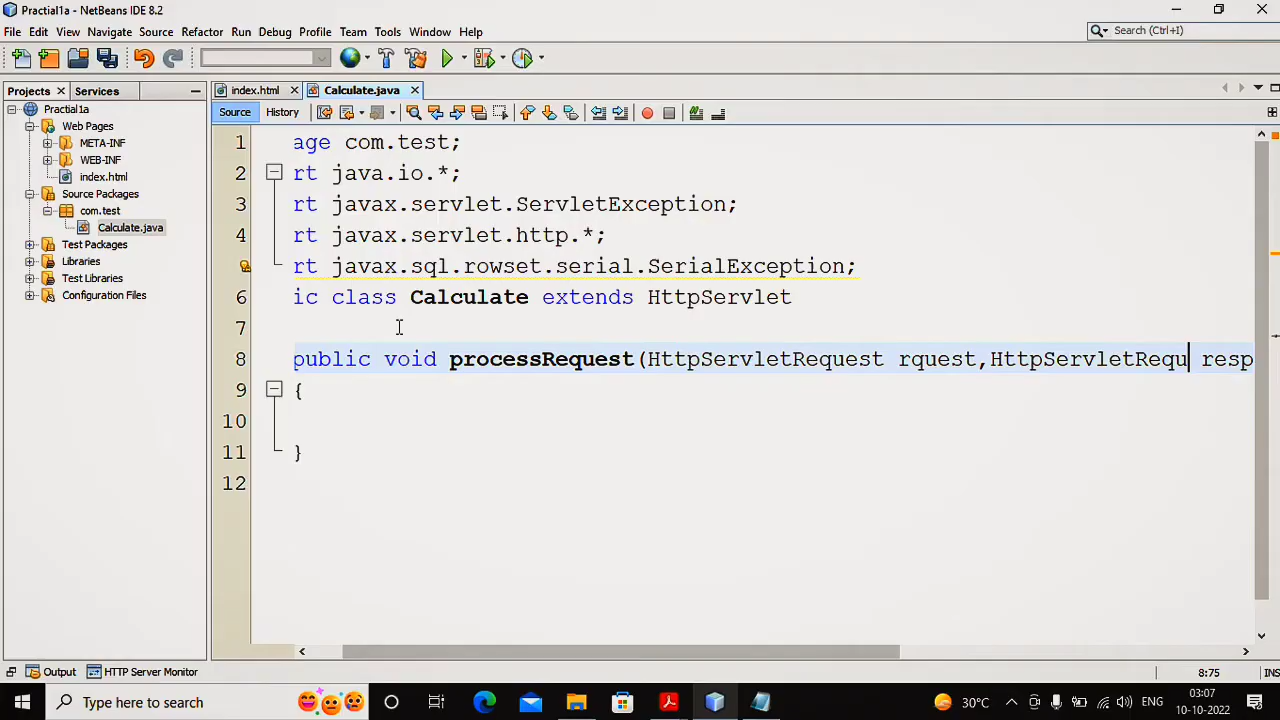 Practial1a - NetBeans IDE 8.2
File Edit View Navigate Source Refactor Run Debug Profile Team Tools Window Help
Search (Ctrl+I)
Projects Services
index.html Calculate.java
Source History
Practial1a
Web Pages
META-INF
WEB-INF
index.html
Source Packages
com.test
Calculate.java
Test Packages
Libraries
Test Libraries
Configuration Files
1 age com.test;
2 rt java.io.*;
3 rt javax.servlet.ServletException;
4 rt javax.servlet.http.*;
rt javax.sql.rowset.serial.SerialException;
6 ic class Calculate extends HttpServlet
7
8 public void processRequest(HttpServletRequest rquest,HttpServletRequ resp
9 {
10
11 }
12
Output HTTP Server Monitor
8:75 INS
Type here to search
30°C
ENG
03:07
10-10-2022